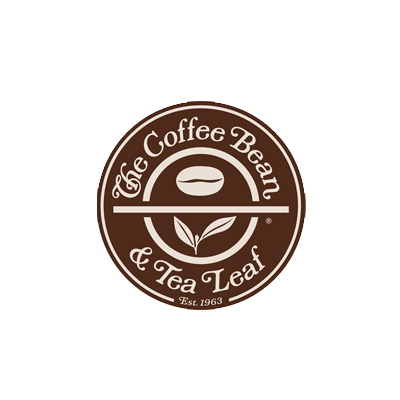 The Coffee Bean
®
& Tea Leaf
Est. 1963